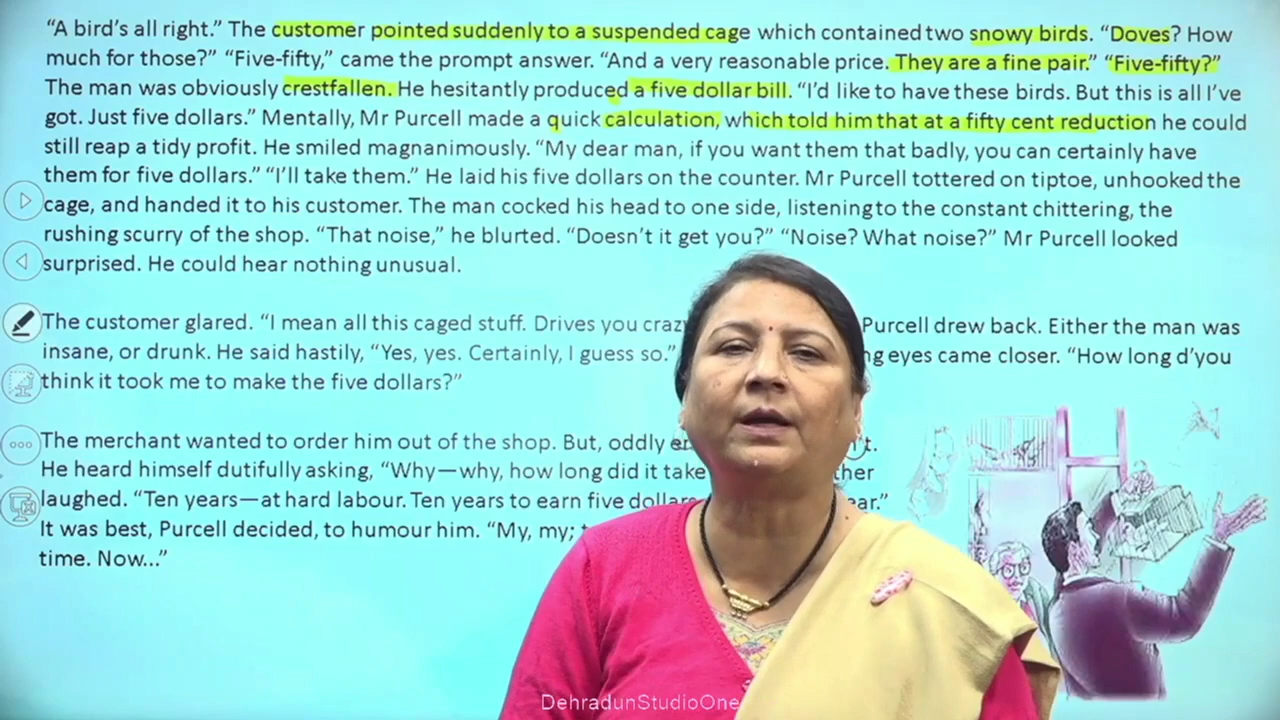 “A bird’s all right.” The customer pointed suddenly to a suspended cage which contained two snowy birds. “Doves? How
much for those?” “Five-fifty,” came the prompt answer. “And a very reasonable price. They are a fine pair.” “Five-fifty?”
The man was obviously crestfallen. He hesitantly produced a five dollar bill. “I’d like to have these birds. But this is all I’ve
got. Just five dollars.” Mentally, Mr Purcell made a quick calculation, which told him that at a fifty cent reduction he could
still reap a tidy profit. He smiled magnanimously. “My dear man, if you want them that badly, you can certainly have
them for five dollars.” “I’ll take them.” He laid his five dollars on the counter. Mr Purcell tottered on tiptoe, unhooked the
cage, and handed it to his customer. The man cocked his head to one side, listening to the constant chittering, the
rushing scurry of the shop. “That noise,” he blurted. “Doesn’t it get you?” “Noise? What noise?” Mr Purcell looked
surprised. He could hear nothing unusual.
The customer glared. “I mean all this caged stuff. Drives you Purcell drew back. Either the man was
insane, or drunk. He said hastily, “Yes, yes. Certainly, I guess so.” eyes came closer. “How long d’you
think it took me to make the five dollars?”
The merchant wanted to order him out of the shop. But, oddly
He heard himself dutifully asking, “Why—why, how long did it take
laughed. “Ten years—at hard labour. Ten years to earn five
It was best, Purcell decided, to humour him. “My, my;
time. Now...”
DehradunStudioOne